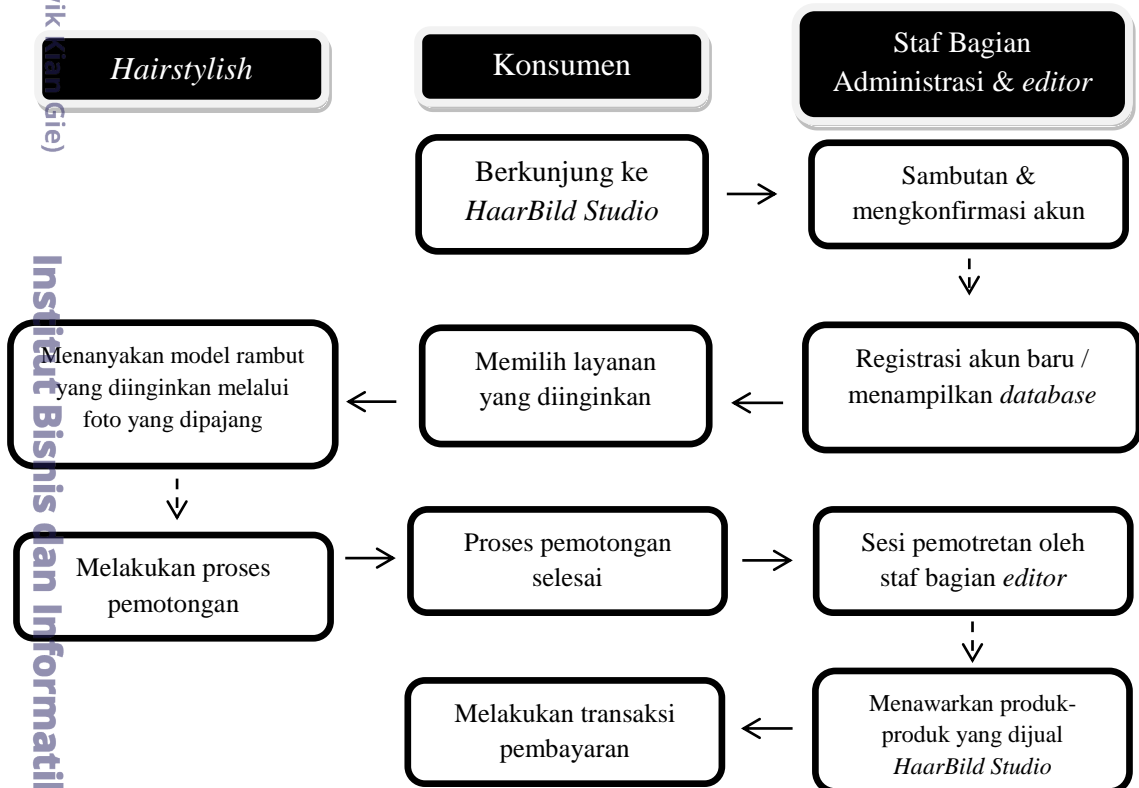 Hairstylish
Konsumen
Staf Bagian
Administrasi & editor
Berkunjung ke
HaarBild Studio
Sambutan &
mengkonfirmasi akun
Menanyakan model rambut
yang diinginkan melalui
foto yang dipajang
Memilih layanan
yang diinginkan
Registrasi akun baru /
menampilkan database
Melakukan proses
pemotongan
Proses pemotongan
selesai
Sesi pemotretan oleh
staf bagian editor
Melakukan transaksi
pembayaran
Menawarkan produk-
produk yang dijual
HaarBild Studio
Kian Gie)
Institut Bisnis dan